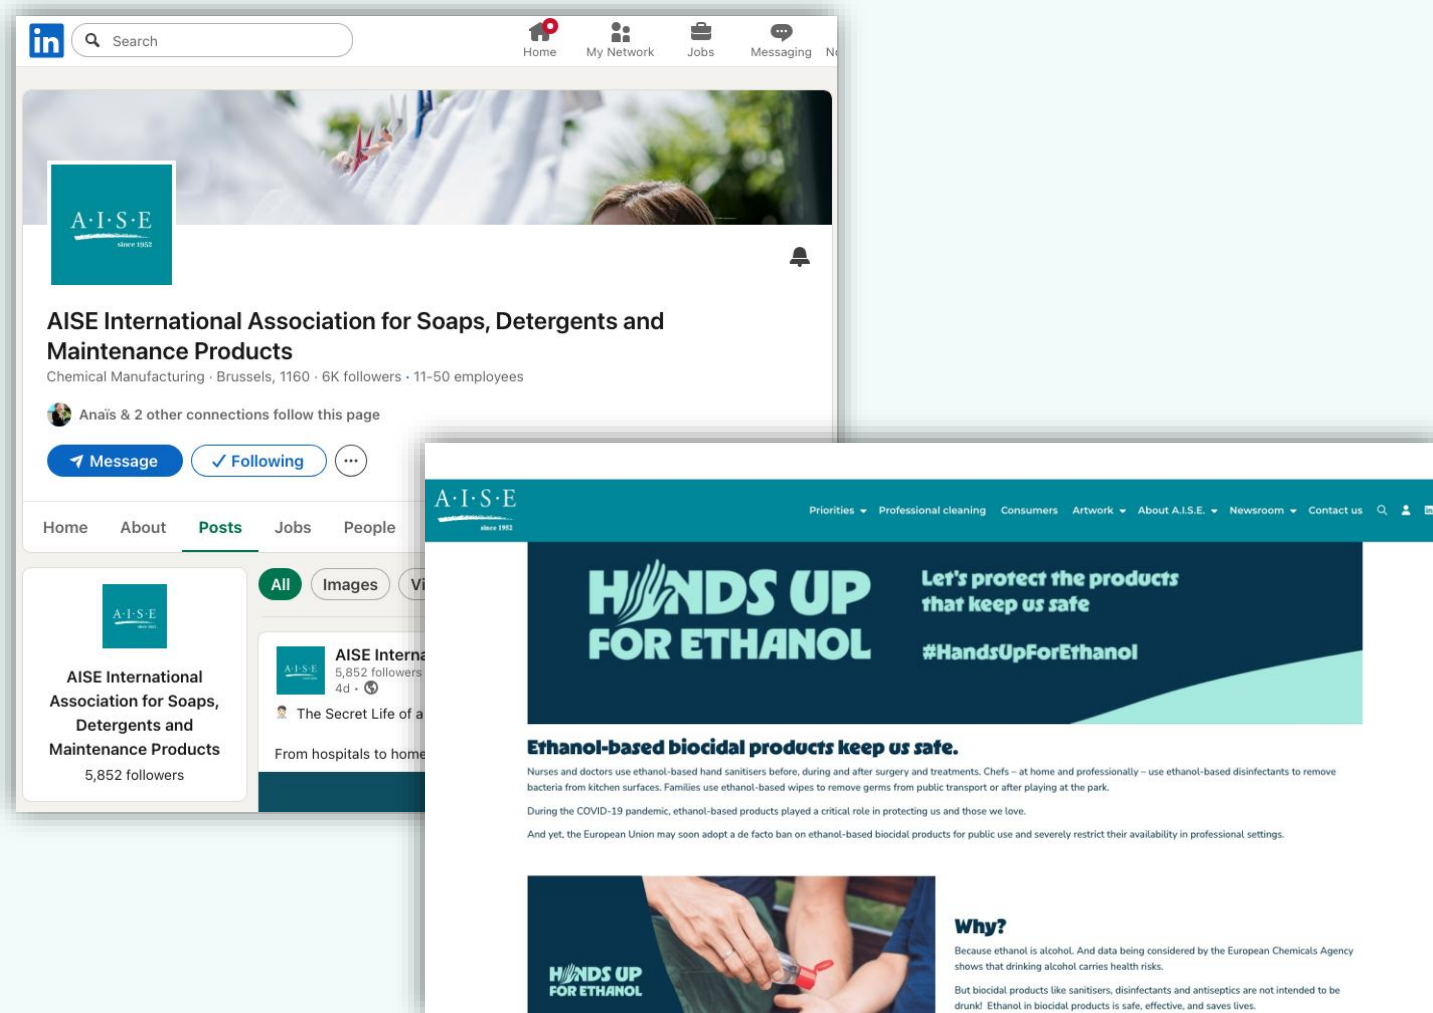 in
Search
Home
My Network
Jobs
Messaging
A·I·S·E
since 1952
AISE International Association for Soaps, Detergents and
Maintenance Products
Chemical Manufacturing · Brussels, 1160 · 6K followers · 11-50 employees
Anaïs & 2 other connections follow this page
Message
Following
Home
About
Posts
Jobs
People
All
Images
Vi
A·I·S·E
since 1952
AISE International
Association for Soaps,
Detergents and
Maintenance Products
5,852 followers
A·I·S·E
AISE Interna
5,852 followers
4d ·
The Secret Life of a
From hospitals to home
A·I·S·E
since 1952
Priorities
Professional cleaning
Consumers
Artwork
About A.I.S.E.
Newsroom
Contact us
HANDS UP
FOR ETHANOL
Let's protect the products
that keep us safe
#HandsUpForEthanol
Ethanol-based biocidal products keep us safe.
Nurses and doctors use ethanol-based hand sanitisers before, during and after surgery and treatments. Chefs – at home and professionally – use ethanol-based disinfectants to remove
bacteria from kitchen surfaces. Families use ethanol-based wipes to remove germs from public transport or after playing at the park.
During the COVID-19 pandemic, ethanol-based products played a critical role in protecting us and those we love.
And yet, the European Union may soon adopt a de facto ban on ethanol-based biocidal products for public use and severely restrict their availability in professional settings.
HANDS UP
FOR ETHANOL
Why?
Because ethanol is alcohol. And data being considered by the European Chemicals Agency
shows that drinking alcohol carries health risks.
But biocidal products like sanitisers, disinfectants and antiseptics are not intended to be
drunk! Ethanol in biocidal products is safe, effective, and saves lives.